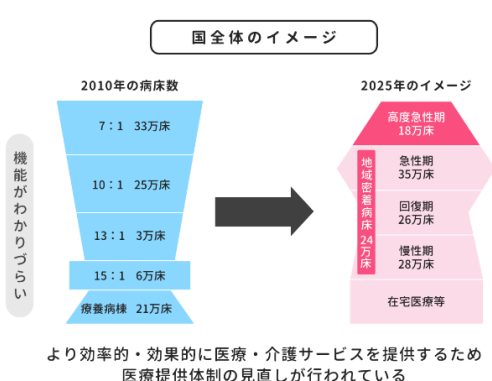 国全体のイメージ
2010年の病床数
7:1 33万床
10:1 25万床
13:1 3万床
15:1 6万床
療養病棟 21万床
機能がわかりづらい
2025年のイメージ
高度急性期
18万床
地域密着病床24万床
急性期
35万床
回復期
26万床
慢性期
28万床
在宅医療等
より効率的・効果的に医療・介護サービスを提供するため
医療提供体制の見直しが行われている